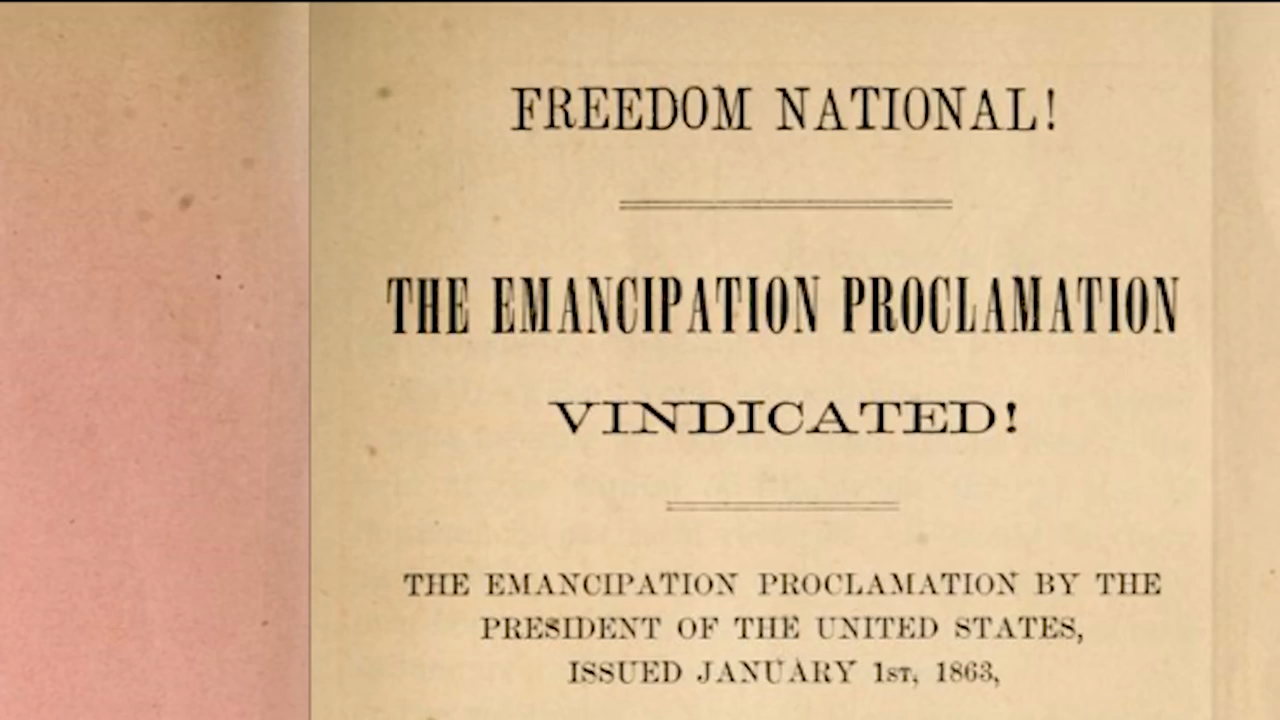 FREEDOM NATIONAL!
THE EMANCIPATION PROCLAMATION
VINDICATED!
THE EMANCIPATION PROCLAMATION BY THE
PRESIDENT OF THE UNITED STATES,
ISSUED JANUARY 1ST, 1863,